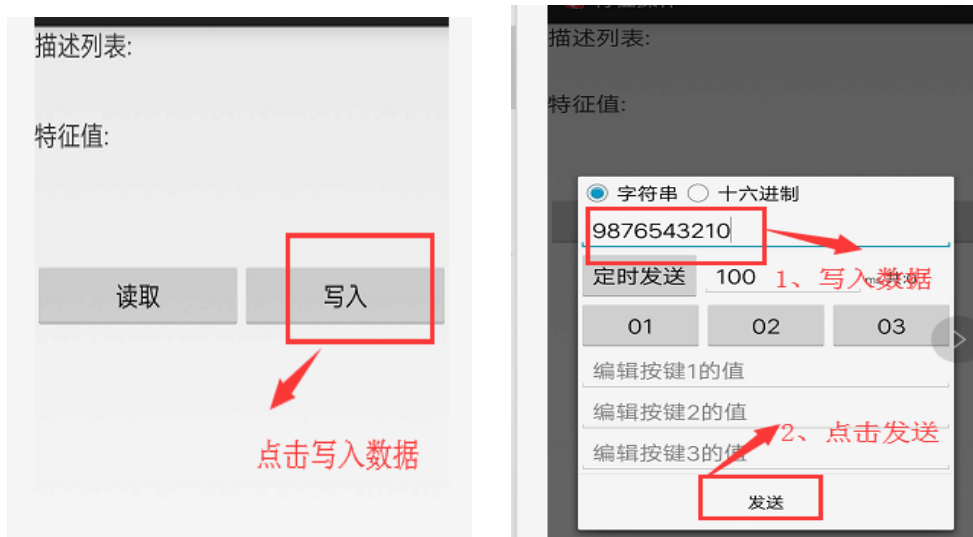 描述列表:
特征值:
读取
写入
点击写入数据
描述列表:
特征值:
字符串
十六进制
9876543210
定时发送
100
1、写入数据
01
02
03
编辑按键1的值
编辑按键2的值
2、点击发送
编辑按键3的值
发送